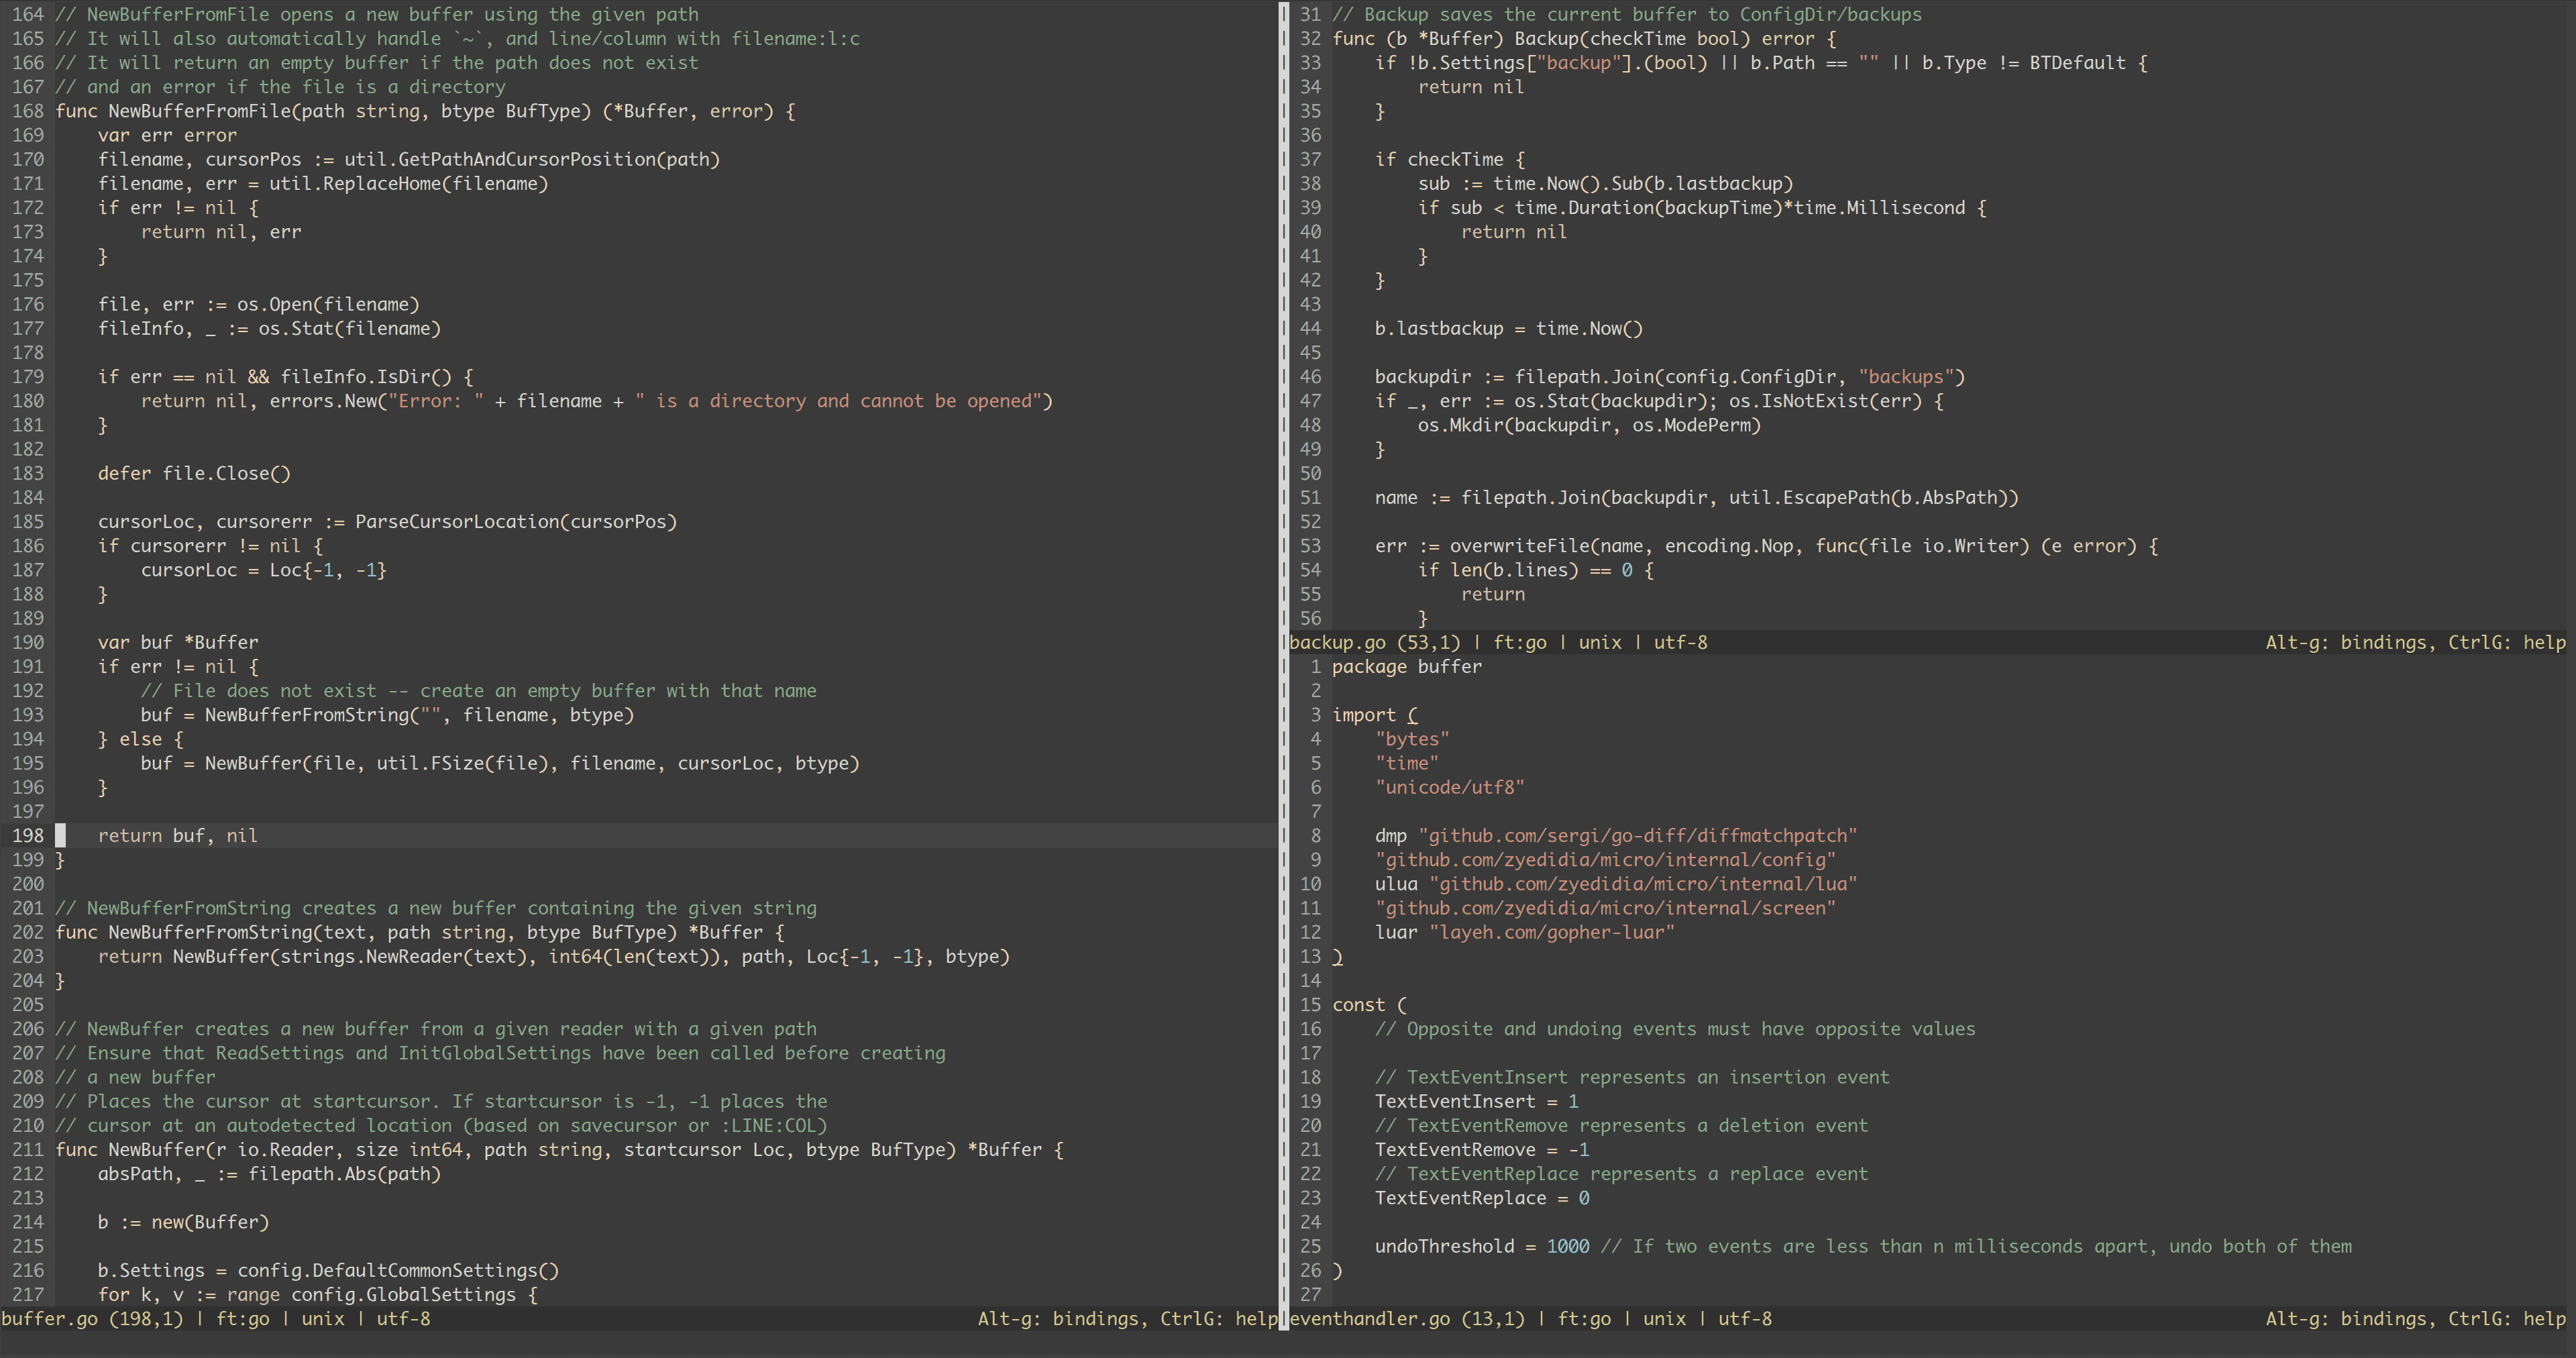 164 // NewBufferFromFile opens a new buffer using the given path
165 // It will also automatically handle `~`, and line/column with filename:l:c
166 // It will return an empty buffer if the path does not exist
167 // and an error if the file is a directory
168 func NewBufferFromFile(path string, btype BufType) (*Buffer, error) {
169     var err error
170     filename, cursorPos := util.GetPathAndCursorPosition(path)
171     filename, err = util.ReplaceHome(filename)
172     if err != nil {
173         return nil, err
174     }
175
176     file, err := os.Open(filename)
177     fileInfo, _ := os.Stat(filename)
178
179     if err == nil && fileInfo.IsDir() {
180         return nil, errors.New("Error: " + filename + " is a directory and cannot be opened")
181     }
182
183     defer file.Close()
184
185     cursorLoc, cursorerr := ParseCursorLocation(cursorPos)
186     if cursorerr != nil {
187         cursorLoc = Loc{-1, -1}
188     }
189
190     var buf *Buffer
191     if err != nil {
192         // File does not exist -- create an empty buffer with that name
193         buf = NewBufferFromString("", filename, btype)
194     } else {
195         buf = NewBuffer(file, util.FSize(file), filename, cursorLoc, btype)
196     }
197
198     return buf, nil
199 }
200
201 // NewBufferFromString creates a new buffer containing the given string
202 func NewBufferFromString(text, path string, btype BufType) *Buffer {
203     return NewBuffer(strings.NewReader(text), int64(len(text)), path, Loc{-1, -1}, btype)
204 }
205
206 // NewBuffer creates a new buffer from a given reader with a given path
207 // Ensure that ReadSettings and InitGlobalSettings have been called before creating
208 // a new buffer
209 // Places the cursor at startcursor. If startcursor is -1, -1 places the
210 // cursor at an autodetected location (based on savecursor or :LINE:COL)
211 func NewBuffer(r io.Reader, size int64, path string, startcursor Loc, btype BufType) *Buffer {
212     absPath, _ := filepath.Abs(path)
213
214     b := new(Buffer)
215
216     b.Settings = config.DefaultCommonSettings()
217     for k, v := range config.GlobalSettings {
buffer.go (198,1) | ft:go | unix | utf-8 Alt-g: bindings, CtrlG: help
31 // Backup saves the current buffer to ConfigDir/backups
32 func (b *Buffer) Backup(checkTime bool) error {
33     if !b.Settings["backup"].(bool) || b.Path == "" || b.Type != BTDefault {
34         return nil
35     }
36
37     if checkTime {
38         sub := time.Now().Sub(b.lastbackup)
39         if sub < time.Duration(backupTime)*time.Millisecond {
40             return nil
41         }
42     }
43
44     b.lastbackup = time.Now()
45
46     backupdir := filepath.Join(config.ConfigDir, "backups")
47     if _, err := os.Stat(backupdir); os.IsNotExist(err) {
48         os.Mkdir(backupdir, os.ModePerm)
49     }
50
51     name := filepath.Join(backupdir, util.EscapePath(b.AbsPath))
52
53     err := overwriteFile(name, encoding.Nop, func(file io.Writer) (e error) {
54         if len(b.lines) == 0 {
55             return
56         }
backup.go (53,1) | ft:go | unix | utf-8 Alt-g: bindings, CtrlG: help
1 package buffer
2
3 import (
4     "bytes"
5     "time"
6     "unicode/utf8"
7
8     dmp "github.com/sergi/go-diff/diffmatchpatch"
9     "github.com/zyedidia/micro/internal/config"
10     ulua "github.com/zyedidia/micro/internal/lua"
11     "github.com/zyedidia/micro/internal/screen"
12     luar "layeh.com/gopher-luar"
13 )
14
15 const (
16     // Opposite and undoing events must have opposite values
17
18     // TextEventInsert represents an insertion event
19     TextEventInsert = 1
20     // TextEventRemove represents a deletion event
21     TextEventRemove = -1
22     // TextEventReplace represents a replace event
23     TextEventReplace = 0
24
25     undoThreshold = 1000 // If two events are less than n milliseconds apart, undo both of them
26 )
27
eventhandler.go (13,1) | ft:go | unix | utf-8 Alt-g: bindings, CtrlG: help